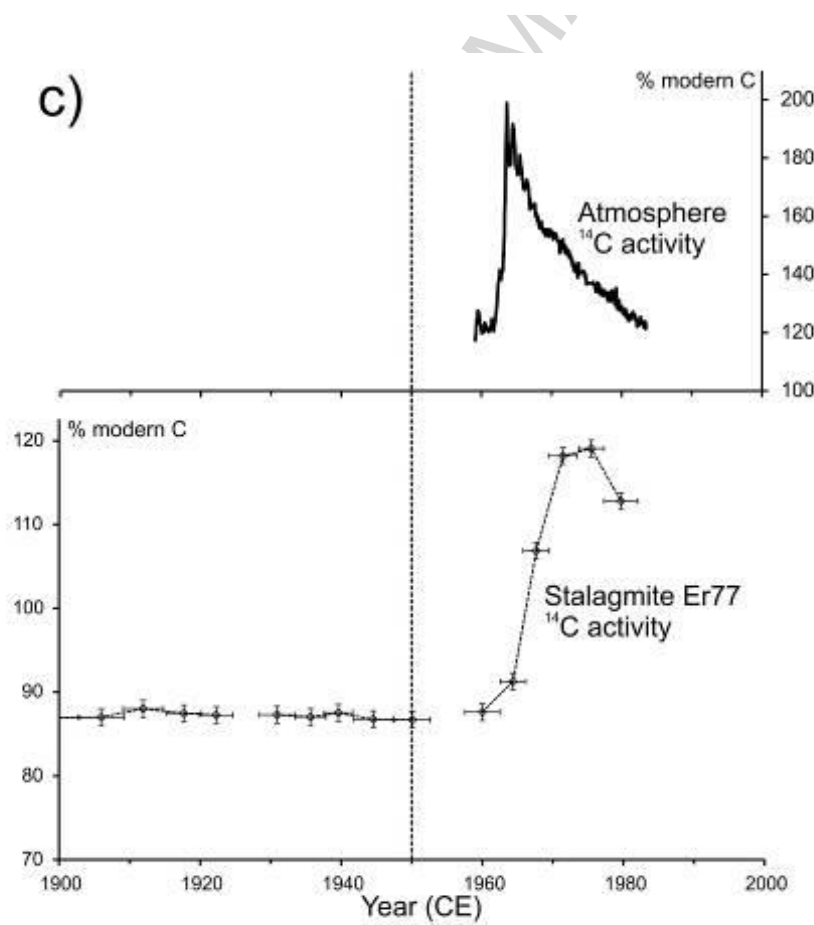 M
c)
% modern C
200
180
160
140
120
100
Atmosphere
¹⁴C activity
% modern C
120
110
100
90
80
70
Stalagmite Er77
¹⁴C activity
1900 1920 1940 1960 1980 2000
Year (CE)